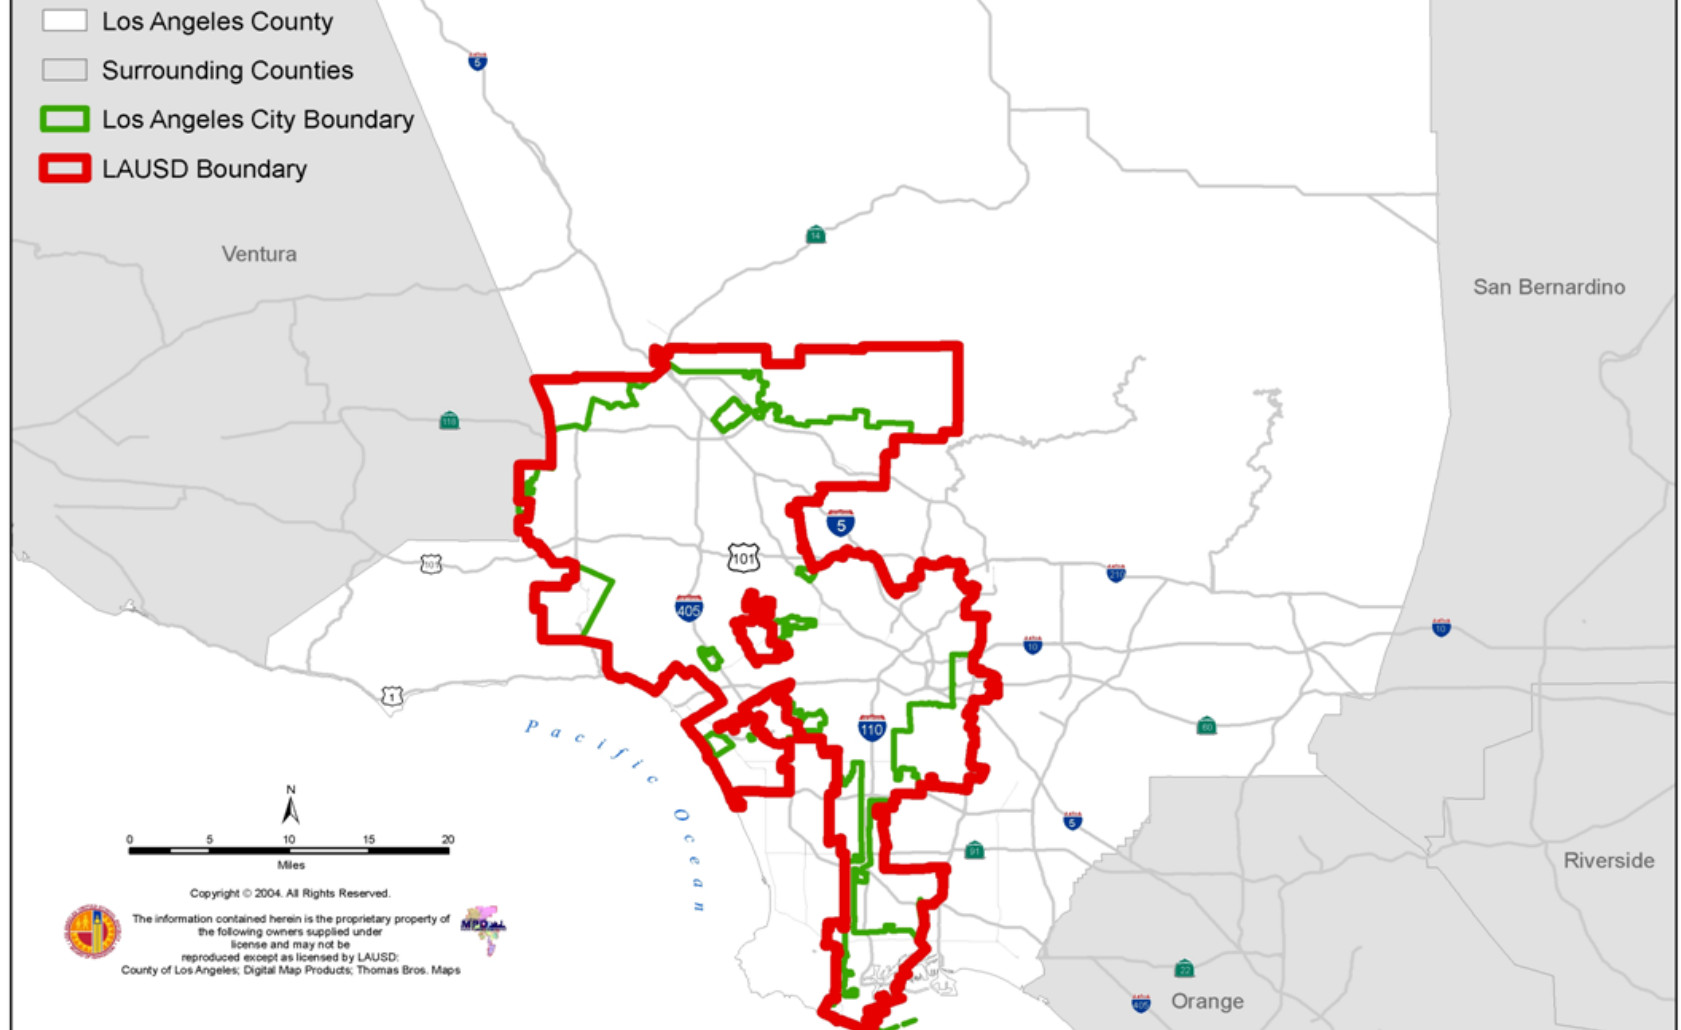 Los Angeles County
Surrounding Counties
Los Angeles City Boundary
LAUSD Boundary
5
14
Ventura
San Bernardino
118
5
101
101
405
210
10
10
1
110
60
Pacific Ocean
N
0 5 10 15 20
Miles
5
91
Riverside
Copyright © 2004. All Rights Reserved.
The information contained herein is the proprietary property of
the following owners supplied under
license and may not be
reproduced except as licensed by LAUSD:
County of Los Angeles; Digital Map Products; Thomas Bros. Maps
22
405
Orange